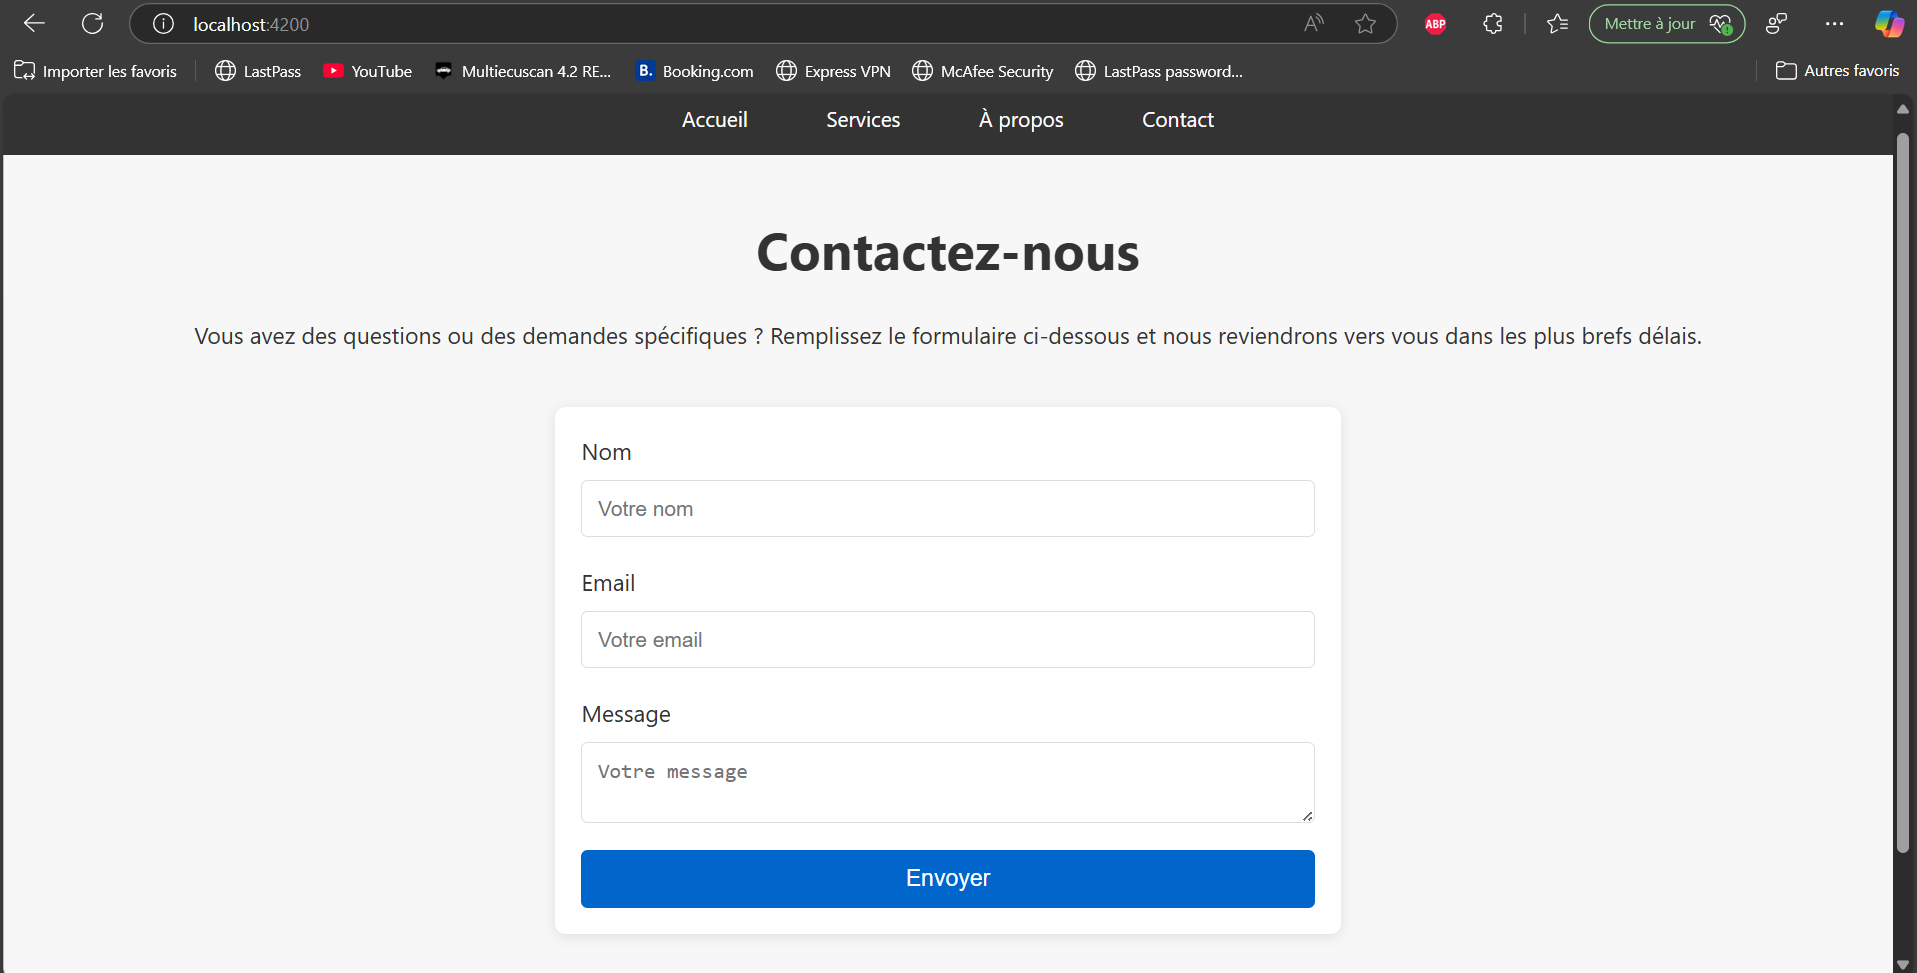 localhost:4200
A
ABP
Mettre à jour
Importer les favoris
LastPass
YouTube
Multiecuscan 4.2 RE...
B.
Booking.com
Express VPN
McAfee Security
LastPass password...
Autres favoris
Accueil
Services
À propos
Contact
Contactez-nous
Vous avez des questions ou des demandes spécifiques ? Remplissez le formulaire ci-dessous et nous reviendrons vers vous dans les plus brefs délais.
Nom
Votre nom
Email
Votre email
Message
Votre message
Envoyer